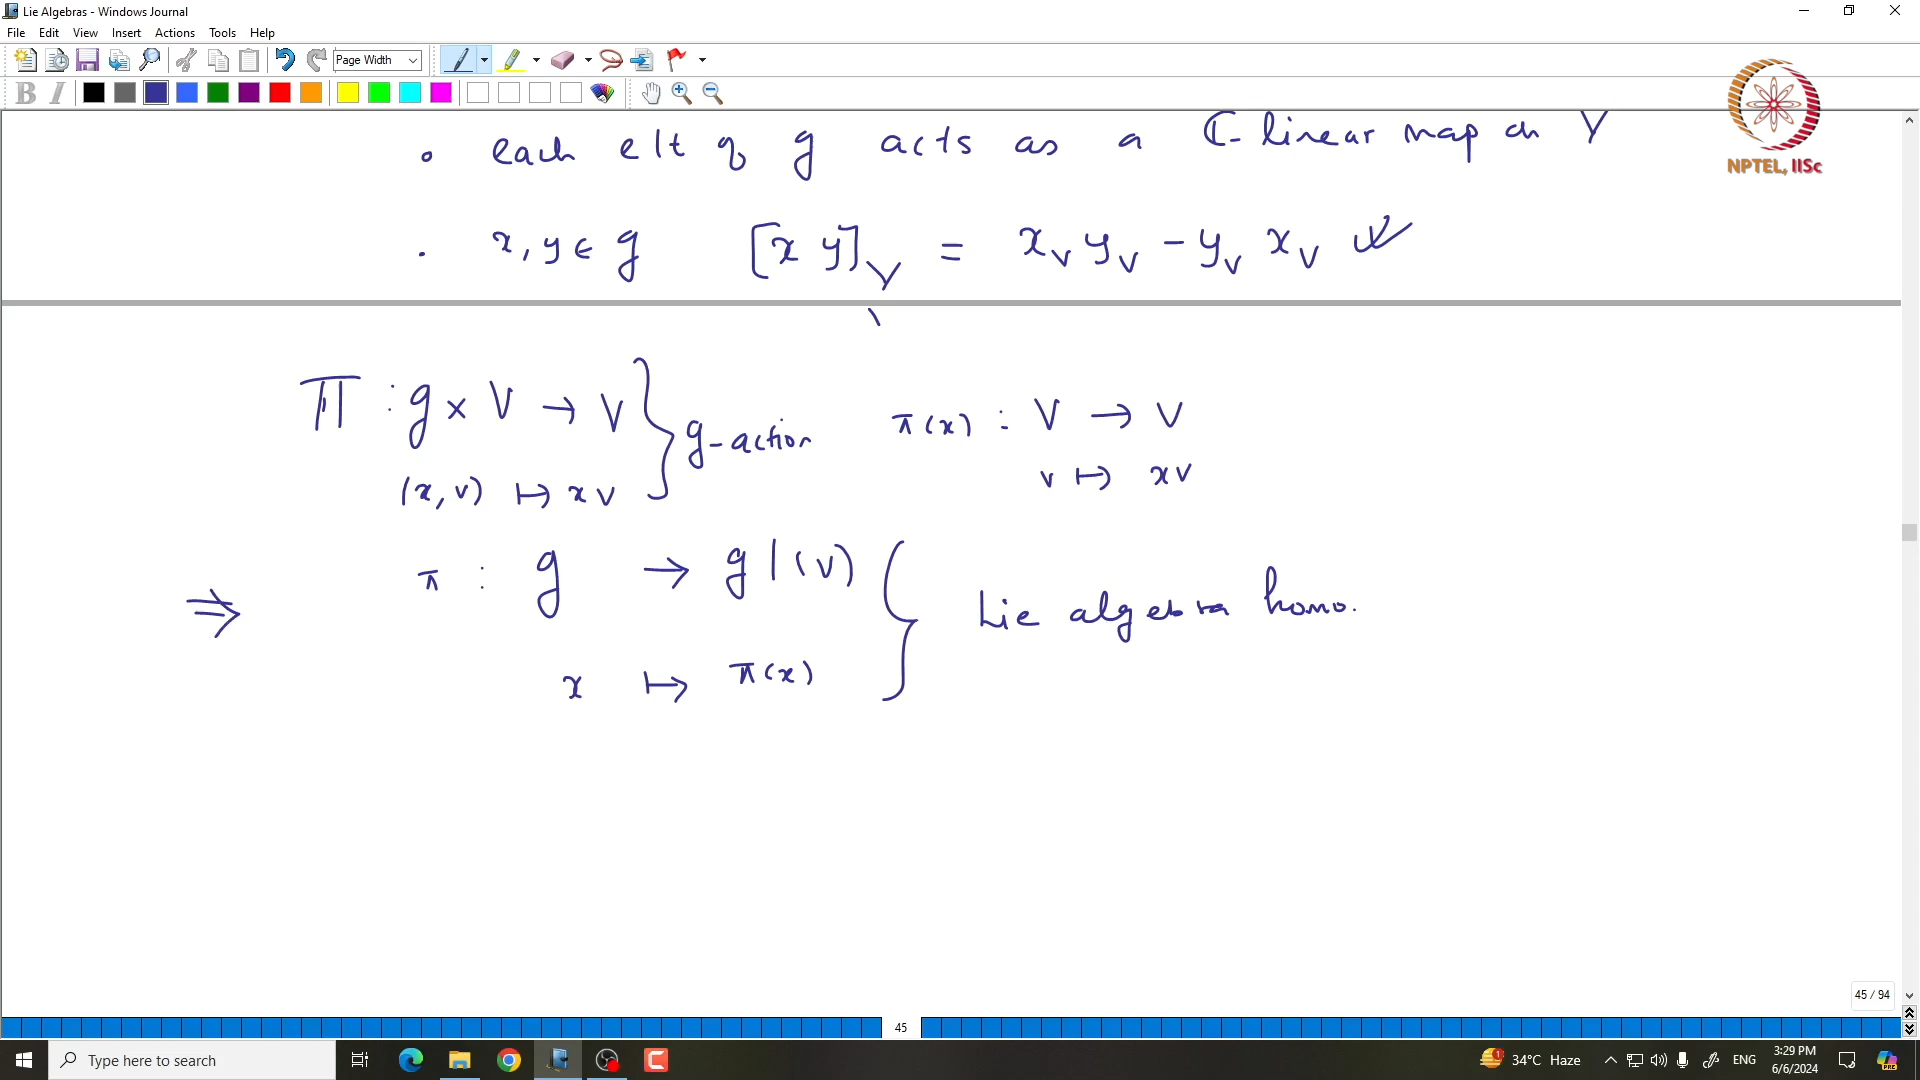 Lie Algebras - Windows Journal
File Edit View Insert Actions Tools Help
Page Width
B I
NPTEL, IISc
• each elt of g acts as a ℂ-linear map on V
• x, y ∈ g [x y]_V = x_V y_V - y_V x_V
Π : g × V → V } g-action π(x) : V → V
(x, v) ↦ xv v ↦ xv
⇒ π : g → gl(V) } Lie algebra homo.
x ↦ π(x)
45 / 94
45
Type here to search
34°C Haze
ENG
3:29 PM
6/6/2024